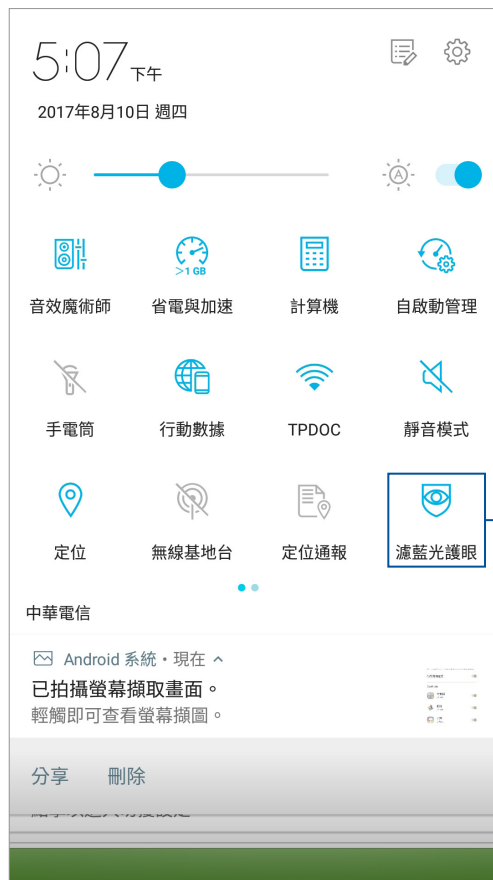 5:07 下午
2017年8月10日 週四
A
>1 GB
音效魔術師 省電與加速 計算機 自啟動管理
手電筒 行動數據 TPDOC 靜音模式
定位 無線基地台 定位通報 濾藍光護眼
中華電信
Android 系統・現在
已拍攝螢幕擷取畫面。
輕觸即可查看螢幕擷圖。
分享 刪除